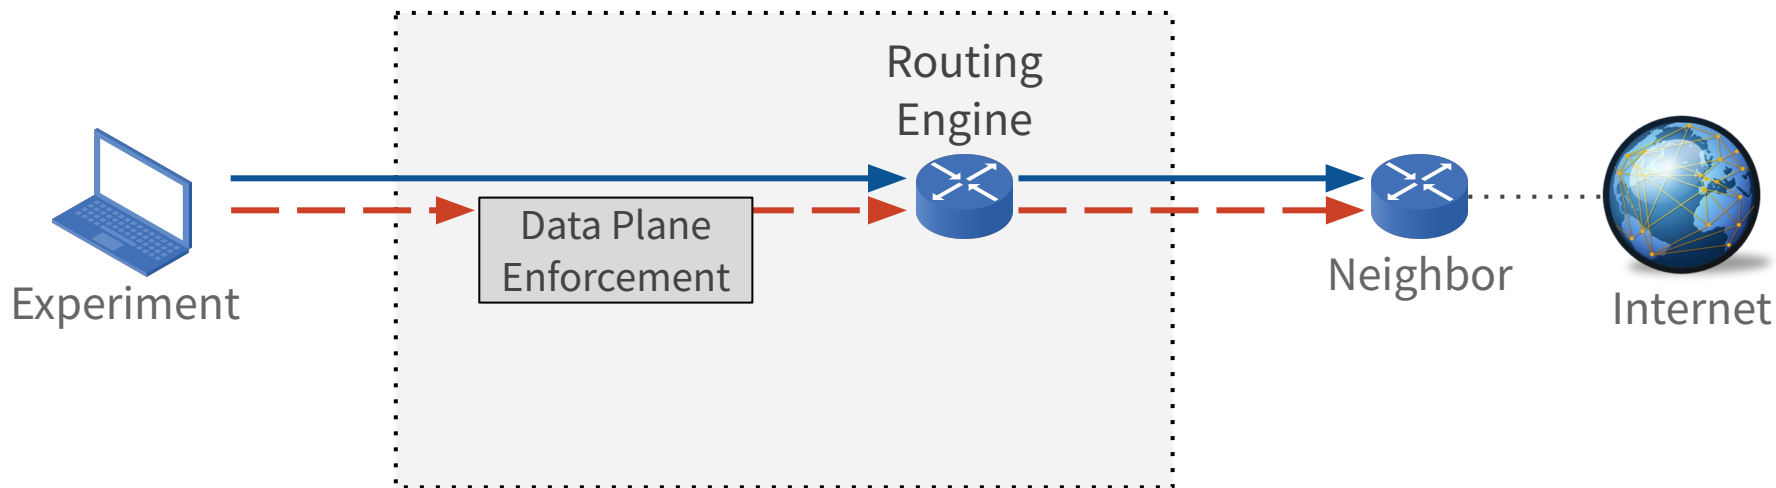 Routing
Engine
Data Plane
Enforcement
Experiment
Neighbor
Internet